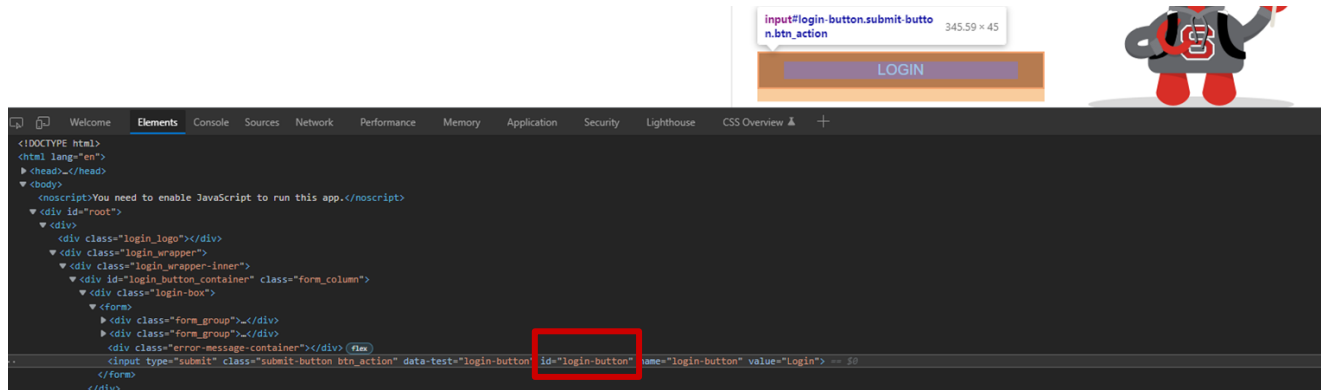 input#login-button.submit-butto
n.btn_action
345.59 × 45
LOGIN
S
Welcome Elements Console Sources Network Performance Memory Application Security Lighthouse CSS Overview
<!DOCTYPE html>
<html lang="en">
▶<head>…</head>
▼<body>
<noscript>You need to enable JavaScript to run this app.</noscript>
▼<div id="root">
▼<div>
<div class="login_logo"></div>
▼<div class="login_wrapper">
▼<div class="login_wrapper-inner">
▼<div id="login_button_container" class="form_column">
▼<div class="login-box">
▼<form>
▶<div class="form_group">…</div>
▶<div class="form_group">…</div>
<div class="error-message-container"></div> flex
<input type="submit" class="submit-button btn_action" data-test="login-button" id="login-button" name="login-button" value="Login"> == $0
</form>
</div>